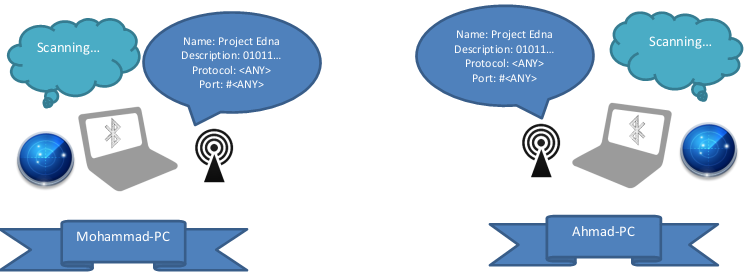 Scanning...
Name: Project Edna
Description: 01011...
Protocol: <ANY>
Port: #<ANY>
Mohammad-PC
Name: Project Edna
Description: 01011...
Protocol: <ANY>
Port: #<ANY>
Scanning...
Ahmad-PC